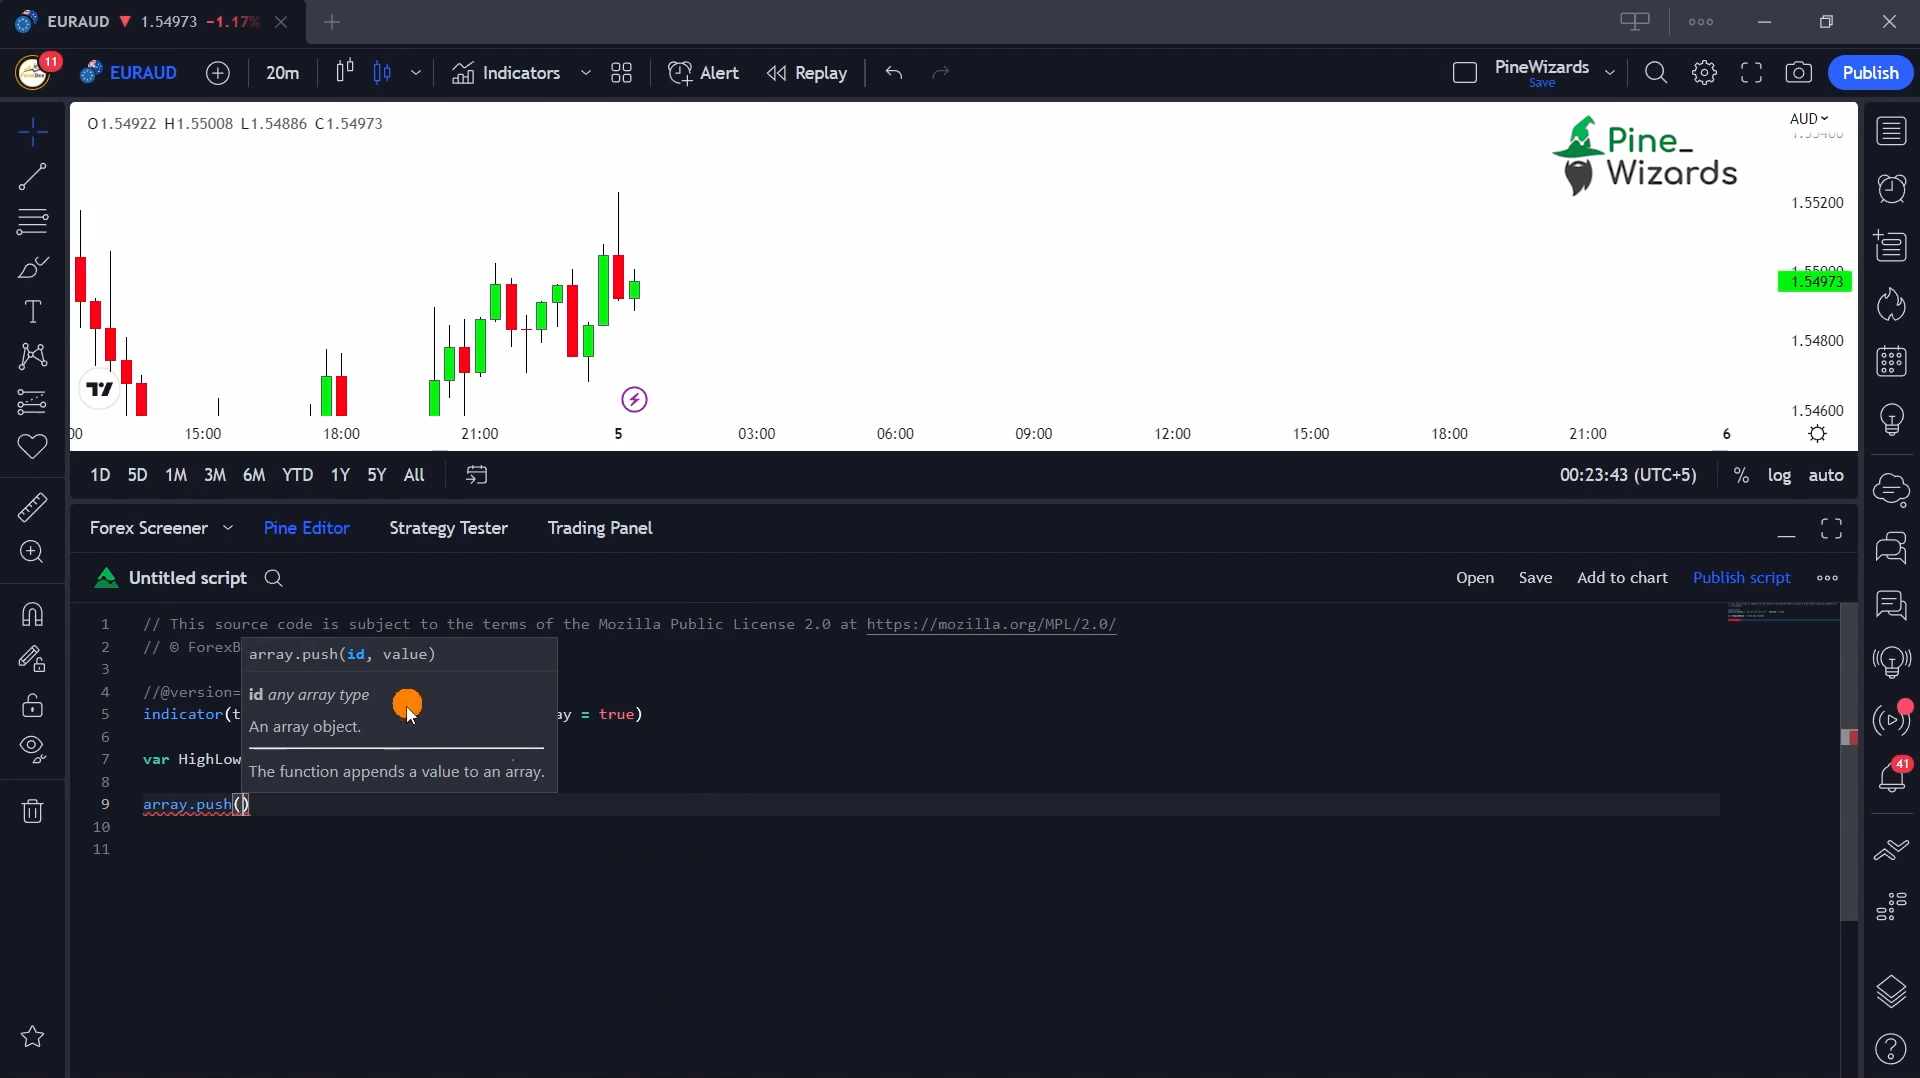 EURAUD ▼ 1.54973 −1.17%
11
EURAUD 20m Indicators Alert Replay PineWizards Save Publish
O1.54922 H1.55008 L1.54886 C1.54973
AUD
Pine_
Wizards
1.55400
1.55200
1.55000
1.54973
1.54800
1.54600
00 15:00 18:00 21:00 5 03:00 06:00 09:00 12:00 15:00 18:00 21:00 6
1D 5D 1M 3M 6M YTD 1Y 5Y All 00:23:43 (UTC+5) % log auto
Forex Screener Pine Editor Strategy Tester Trading Panel
Untitled script Open Save Add to chart Publish script
1 // This source code is subject to the terms of the Mozilla Public License 2.0 at https://mozilla.org/MPL/2.0/
2 // © ForexB
3
4 //@version=
5 indicator(t ay = true)
6
7 var HighLow
8
9 array.push()
10
11
array.push(id, value)
id any array type
An array object.
The function appends a value to an array.
41